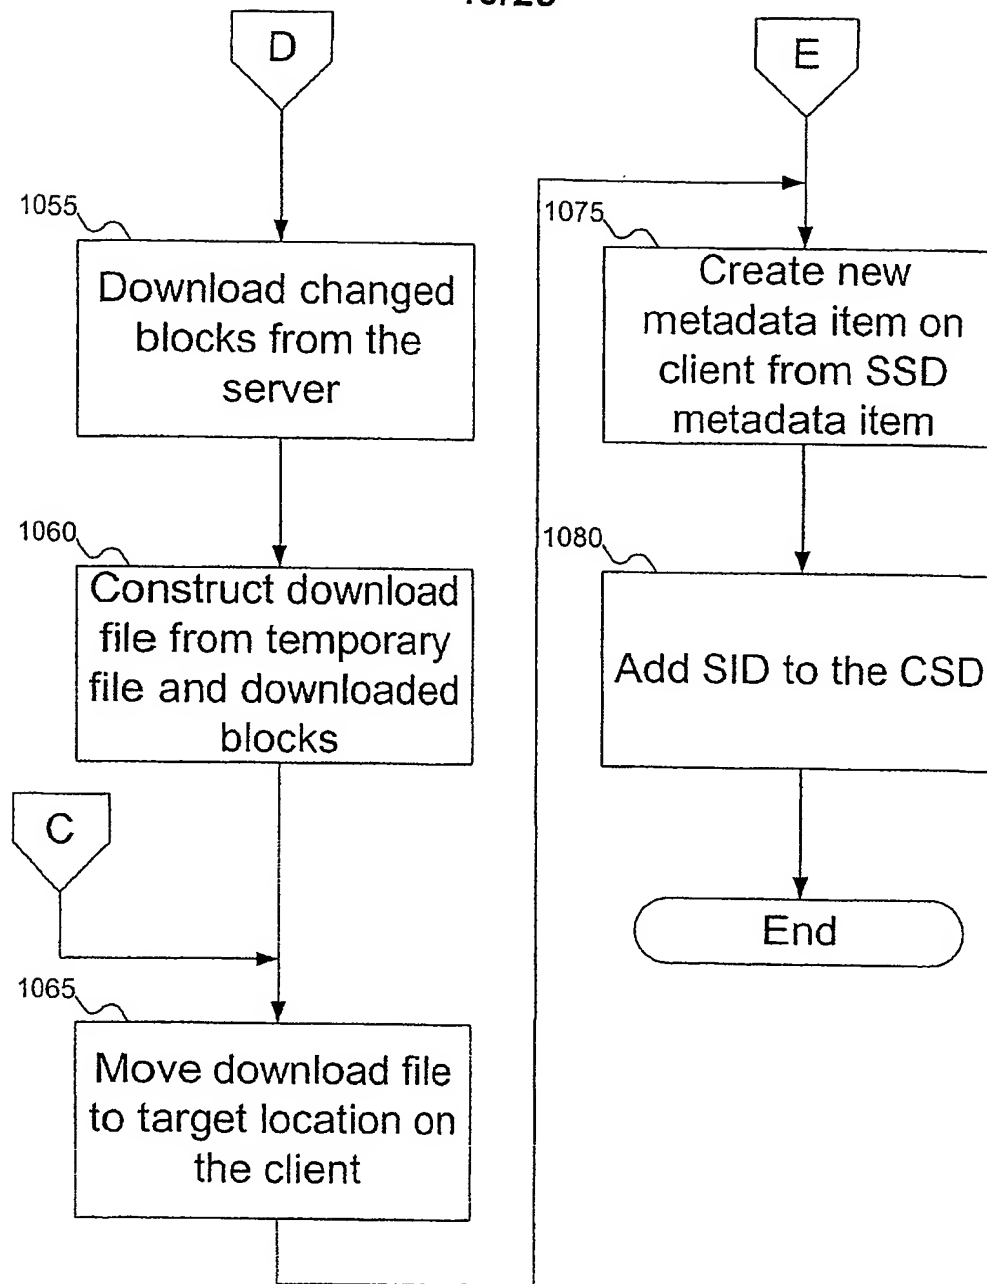 D
1055
Download changed
blocks from the
server
1060
Construct download
file from temporary
file and downloaded
blocks
C
1065
Move download file
to target location on
the client
E
1075
Create new
metadata item on
client from SSD
metadata item
1080
Add SID to the CSD
End